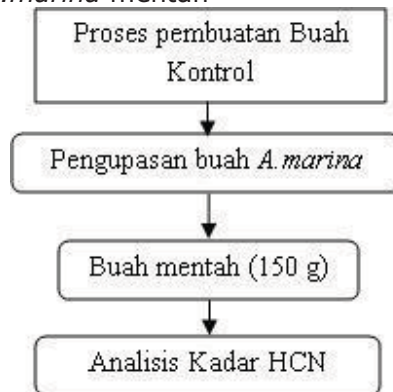 .marina mentah
Proses pembuatan Buah
Kontrol
Pengupasan buah A.marina
Buah mentah (150 g)
Analisis Kadar HCN